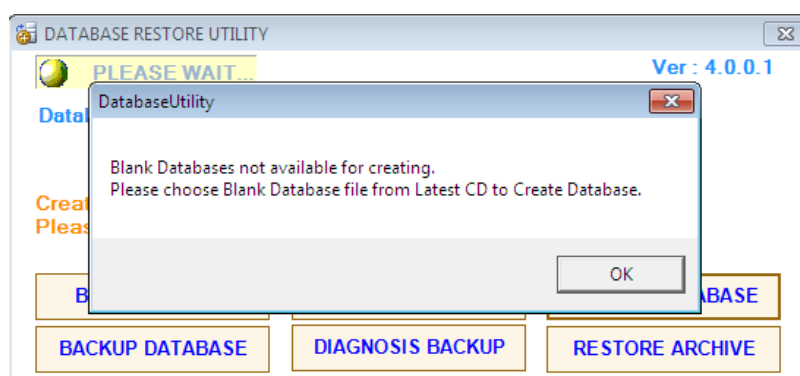 DATABASE RESTORE UTILITY
PLEASE WAIT...
Ver : 4.0.0.1
DatabaseUtility
Blank Databases not available for creating.
Please choose Blank Database file from Latest CD to Create Database.
OK
BACKUP DATABASE
DIAGNOSIS BACKUP
RESTORE ARCHIVE